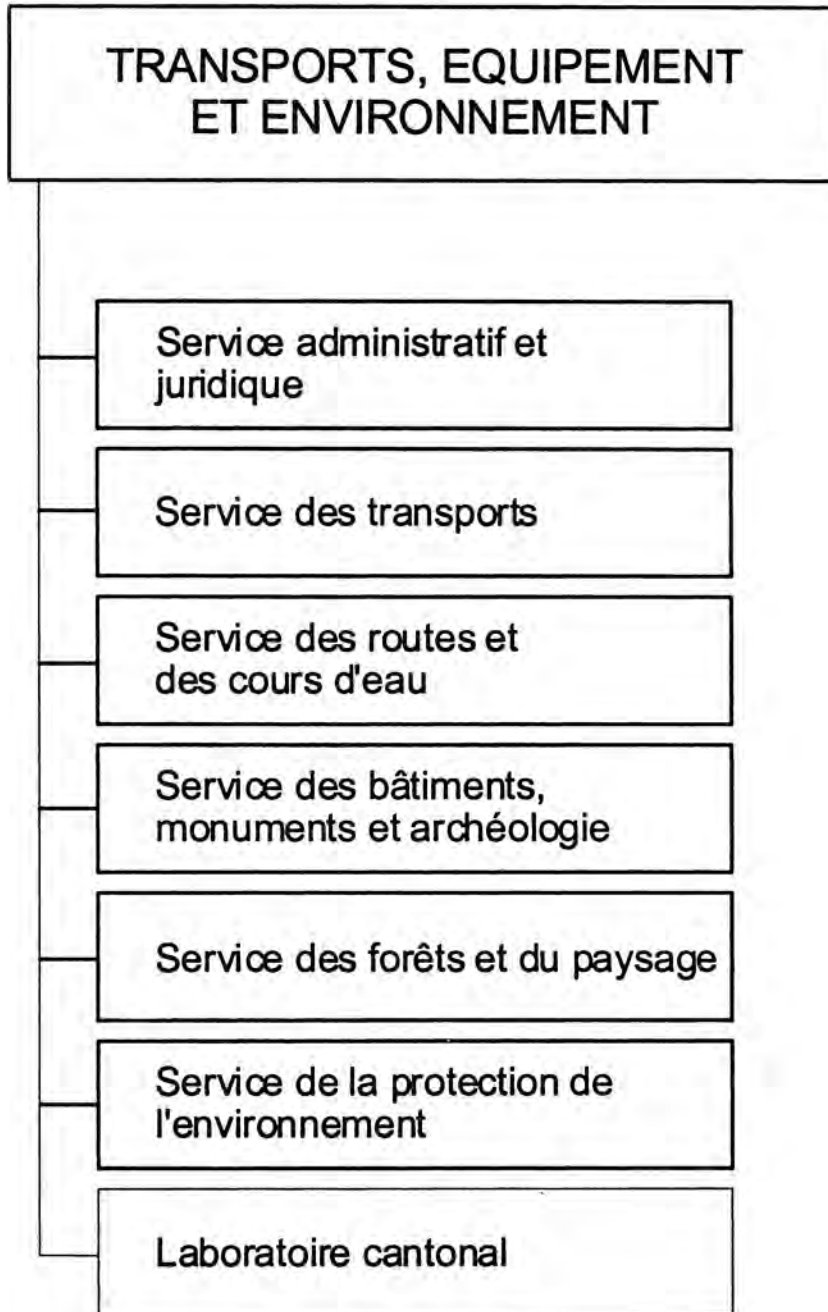 TRANSPORTS, EQUIPEMENT
ET ENVIRONNEMENT
Service administratif et
juridique
Service des transports
Service des routes et
des cours d'eau
Service des bâtiments,
monuments et archéologie
Service des forêts et du paysage
Service de la protection de
l'environnement
Laboratoire cantonal